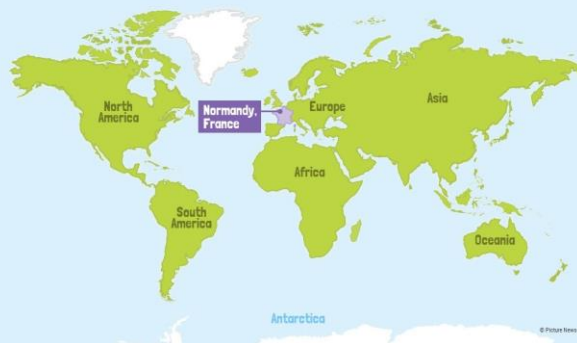 North
America
Normandy,
France
Europe
Asia
Africa
South
America
Oceania
Antarctica
© Picture News